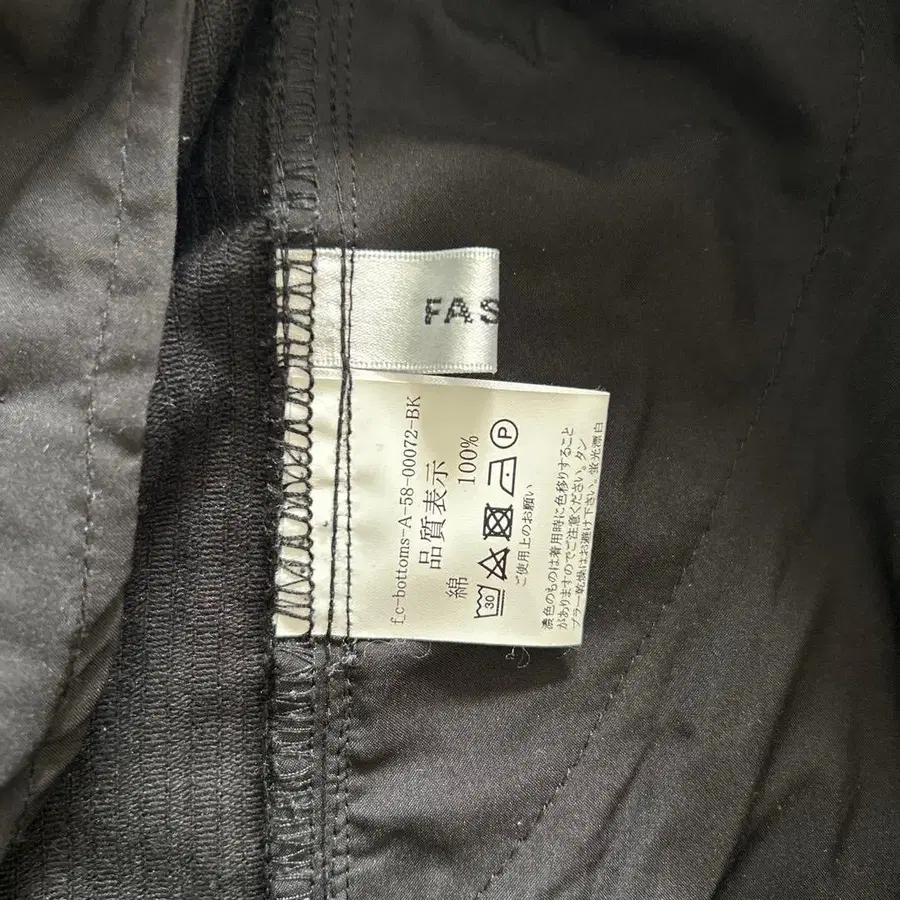 FAS
fc-bottoms-A-58-00072-BK
品質表示
綿 100%
30 P
ご使用上のお願い
濃色のものは着用時に色移りすること
がありますのでご注意ください。タン
ブラー乾燥はお避け下さい。蛍光漂白